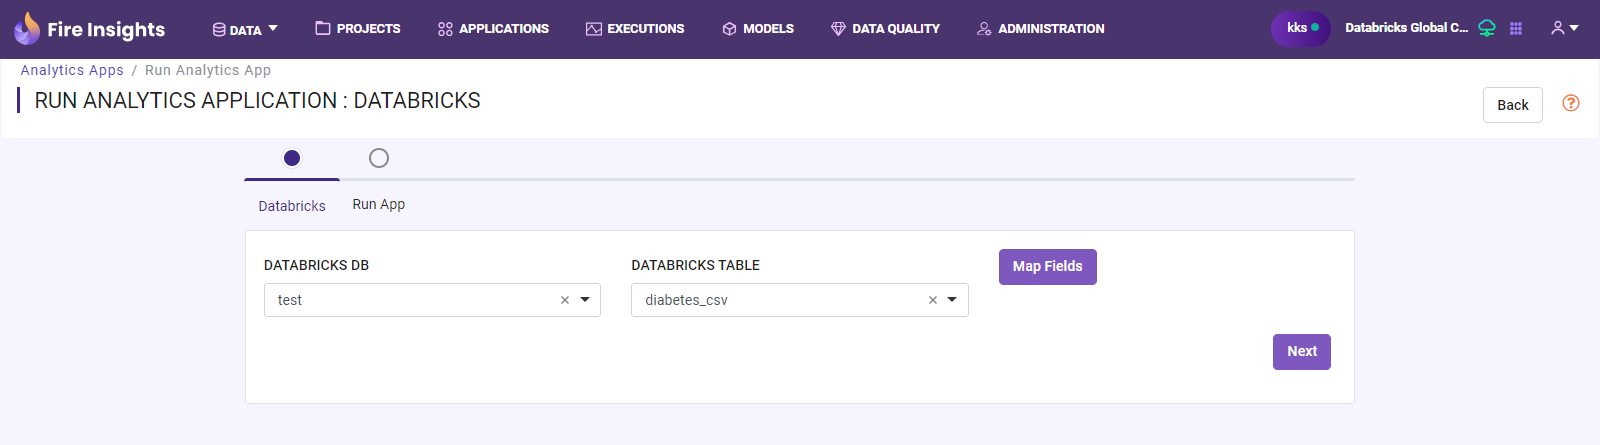 Fire Insights DATA PROJECTS APPLICATIONS EXECUTIONS MODELS DATA QUALITY ADMINISTRATION kks Databricks Global C...
Analytics Apps / Run Analytics App
RUN ANALYTICS APPLICATION : DATABRICKS
Back
Databricks Run App
DATABRICKS DB DATABRICKS TABLE Map Fields
test diabetes_csv
Next